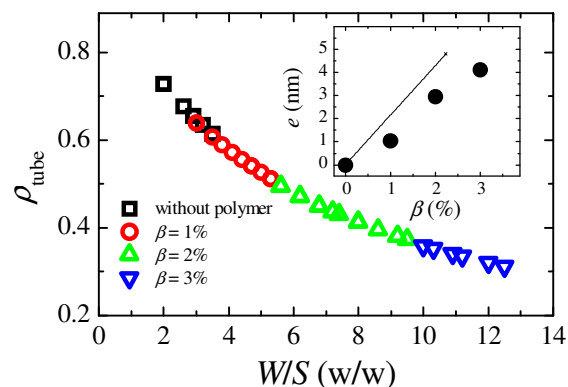 0.8
0.6
0.4
0.2
ρtube
0 2 4 6 8 10 12 14
W/S (w/w)
without polymer
β = 1%
β = 2%
β = 3%
5
4
3
2
1
0
e (nm)
0 1 2 3
β (%)